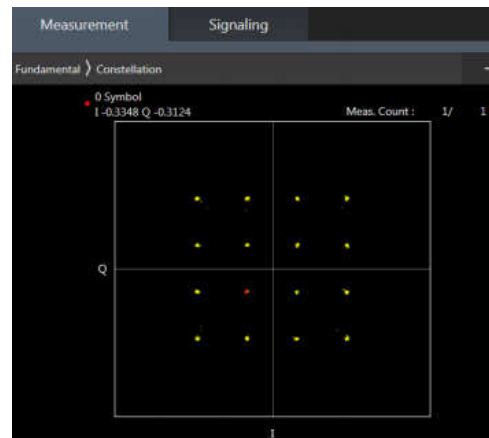 Measurement Signaling
Fundamental 〉 Constellation
0 Symbol
I -0.3348 Q -0.3124 Meas. Count : 1/ 1
Q
I